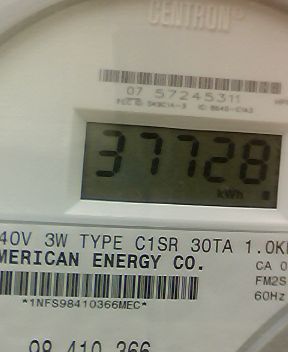 CENTRON®
07 57245311
37728
kWh
40V 3W TYPE C1SR 30TA 1.0K
MERICAN ENERGY CO.
CA 0
FM2S
60Hz
*1NFS98410366MEC*
98 410 366